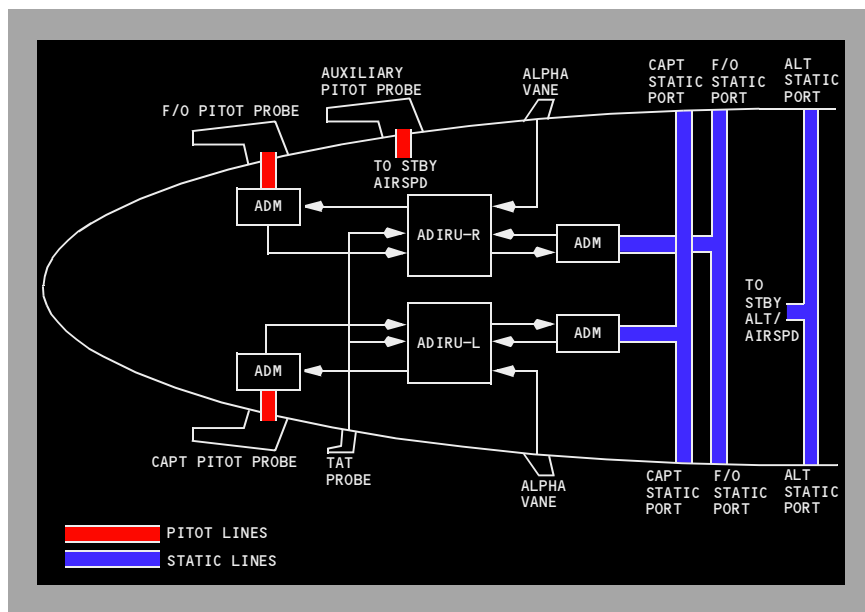 AUXILIARY
PITOT PROBE
F/O PITOT PROBE
ALPHA
VANE
CAPT
STATIC
PORT
F/O
STATIC
PORT
ALT
STATIC
PORT
TO STBY
AIRSPD
ADM
ADIRU-R
ADM
TO
STBY
ALT/
AIRSPD
ADIRU-L
ADM
ADM
CAPT PITOT PROBE
TAT
PROBE
ALPHA
VANE
CAPT
STATIC
PORT
F/O
STATIC
PORT
ALT
STATIC
PORT
PITOT LINES
STATIC LINES